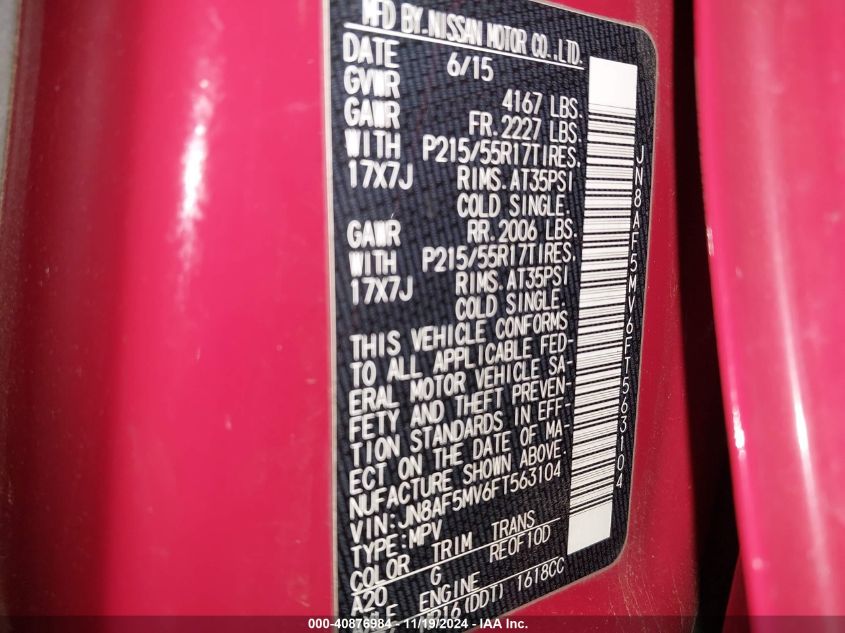 MFD BY.NISSAN MOTOR CO.,LTD.
DATE 6/15
GVWR 4167 LBS.
GAWR FR.2227 LBS.
WITH P215/55R17TIRES.
17X7J RIMS.AT35PSI
COLD SINGLE.
GAWR RR.2006 LBS.
WITH P215/55R17TIRES.
17X7J RIMS.AT35PSI
COLD SINGLE.
THIS VEHICLE CONFORMS
TO ALL APPLICABLE FED-
ERAL MOTOR VEHICLE SA-
FETY AND THEFT PREVEN-
TION STANDARDS IN EFF-
ECT ON THE DATE OF MA-
NUFACTURE SHOWN ABOVE.
VIN:JN8AF5MV6FT563104
TYPE:MPV
COLOR TRIM TRANS
A20 G RE0F10D
ENGINE
(DDT) 1618CC
JN8AF5MV6FT563104
000-40876984 - 11/19/2024 - IAA, Inc.